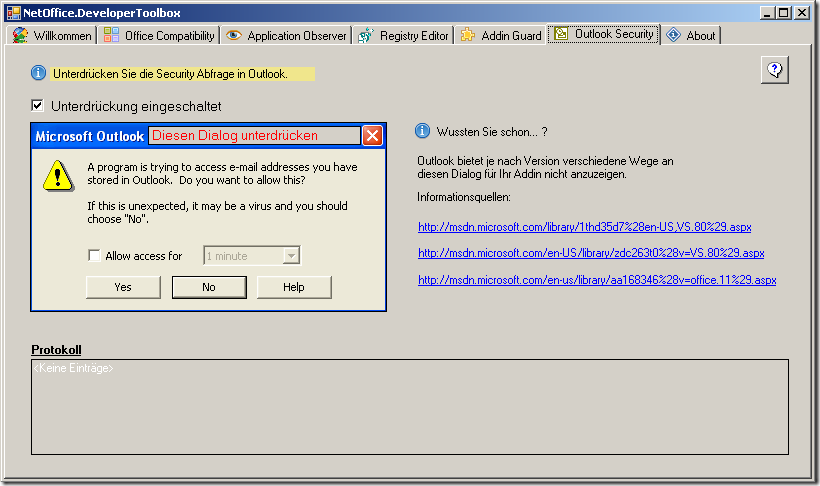 NetOffice.DeveloperToolbox
Willkommen Office Compatibility Application Observer Registry Editor Addin Guard Outlook Security About
Unterdrücken Sie die Security Abfrage in Outlook.
Unterdrückung eingeschaltet
Microsoft Outlook Diesen Dialog unterdrücken
A program is trying to access e-mail addresses you have
stored in Outlook. Do you want to allow this?
If this is unexpected, it may be a virus and you should
choose "No".
Allow access for 1 minute
Yes No Help
Wussten Sie schon... ?
Outlook bietet je nach Version verschiedene Wege an
diesen Dialog für Ihr Addin nicht anzuzeigen.
Informationsquellen:
http://msdn.microsoft.com/library/1thd35d7%28en-US,VS.80%29.aspx
http://msdn.microsoft.com/en-US/library/zdc263t0%28v=VS.80%29.aspx
http://msdn.microsoft.com/en-us/library/aa168346%28v=office.11%29.aspx
Protokoll
<Keine Einträge>